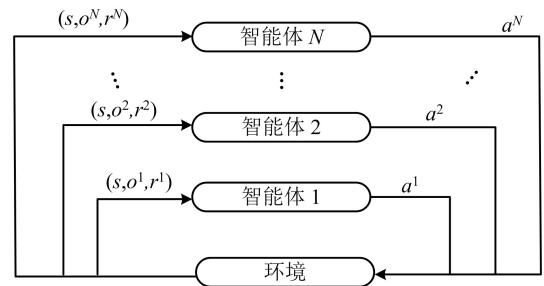 (s,o^N,r^N) 智能体 N a^N
(s,o^2,r^2) 智能体 2 a^2
(s,o^1,r^1) 智能体 1 a^1
环境